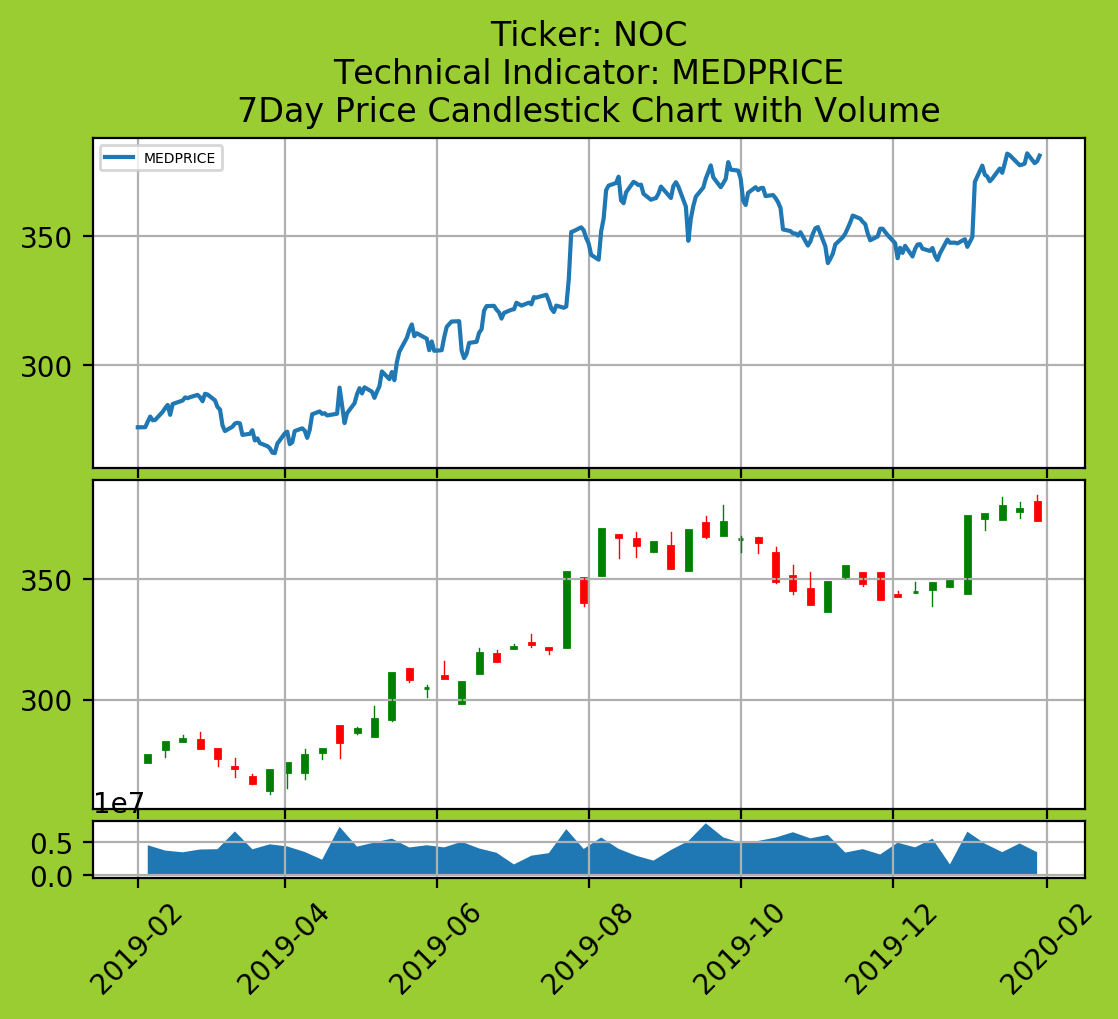 Ticker: NOC
Technical Indicator: MEDPRICE
7Day Price Candlestick Chart with Volume
MEDPRICE
350
300
350
300
1e7
0.5
0.0
2019-02
2019-04
2019-06
2019-08
2019-10
2019-12
2020-02